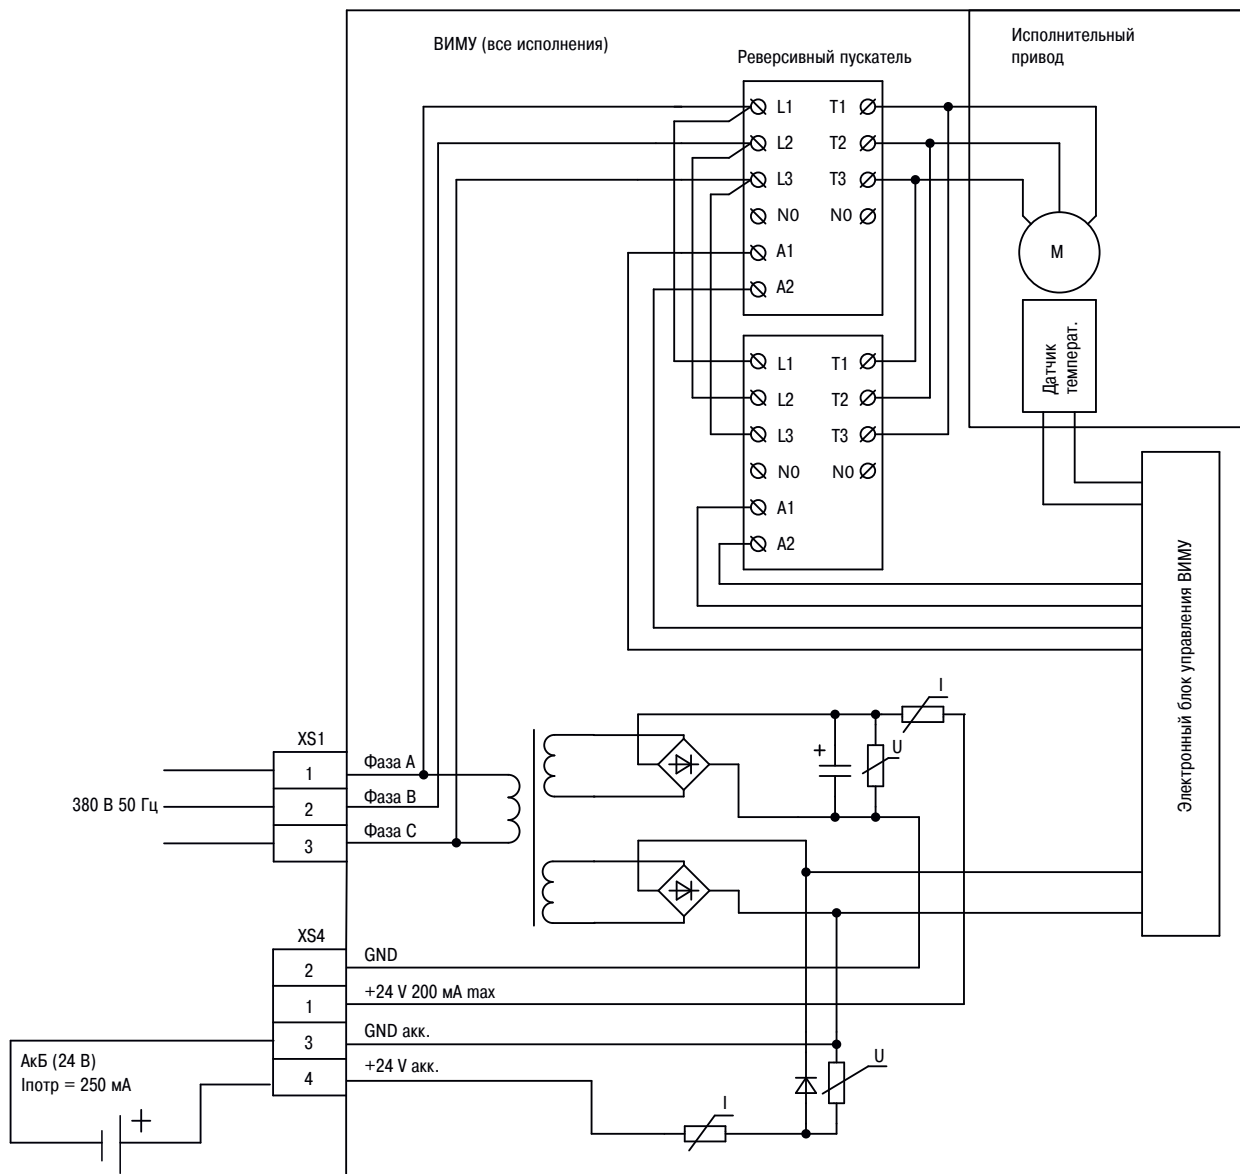 ВИМУ (все исполнения)
Исполнительный
привод
Реверсивный пускатель
L1 T1
L2 T2
L3 T3
N0 N0
A1
A2
M
Датчик
температ.
L1 T1
L2 T2
L3 T3
N0 N0
A1
A2
Электронный блок управления ВИМУ
I
+ U
XS1
1 Фаза А
380 В 50 Гц 2 Фаза В
3 Фаза С
XS4
2 GND
1 +24 V 200 мА max
3 GND акк.
4 +24 V акк.
АкБ (24 В)
Iпотр = 250 мА
+
U
I